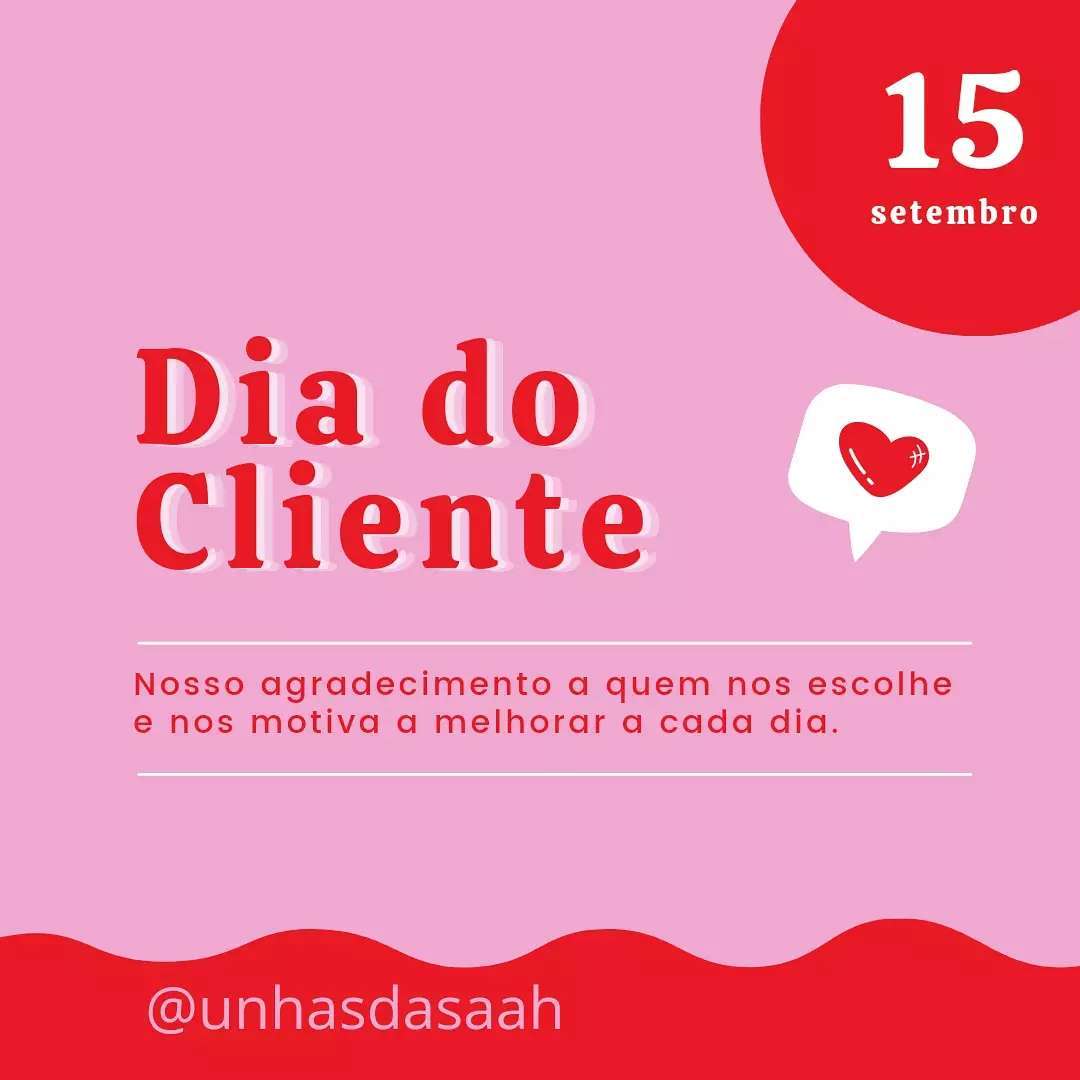 15
setembro
Dia do
Cliente
Nosso agradecimento a quem nos escolhe
e nos motiva a melhorar a cada dia.
@unhasdasaah